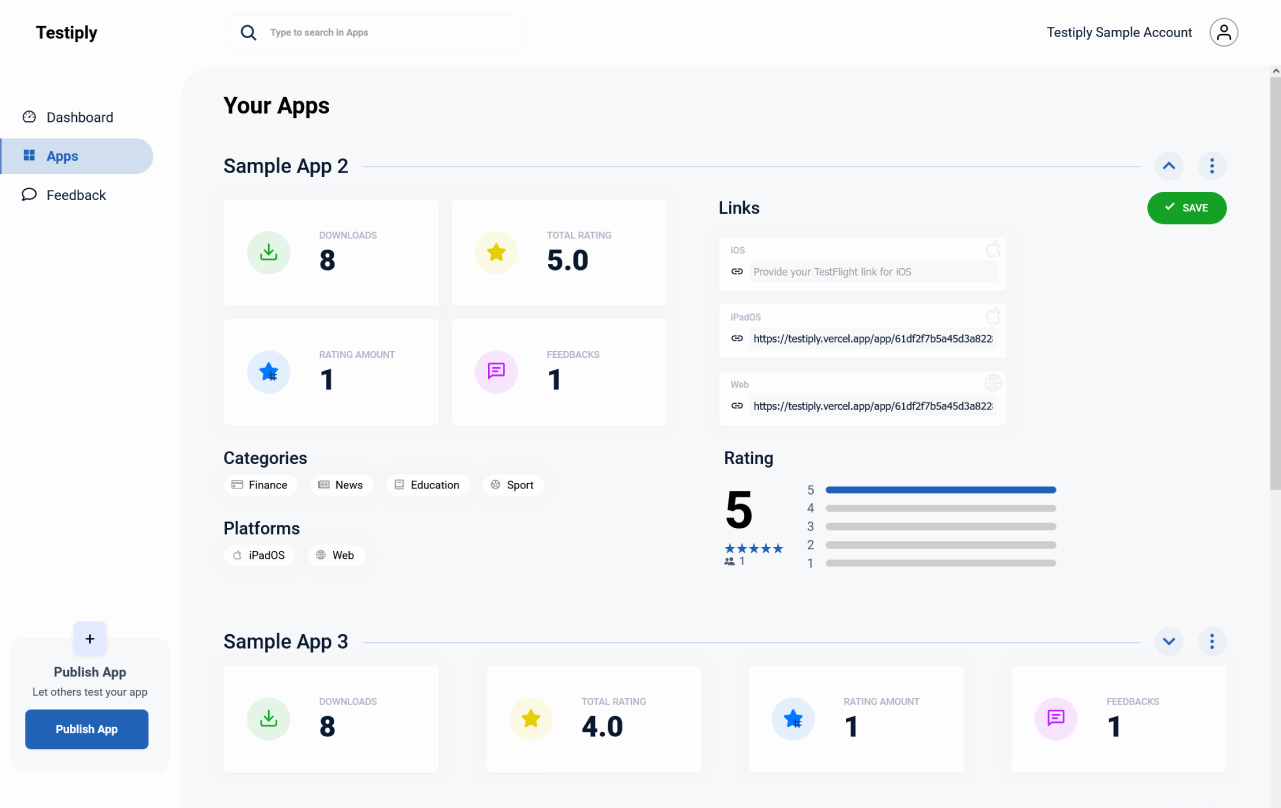 Testiply
Type to search in Apps
Testiply Sample Account
Dashboard
Apps
Feedback
Publish App
Let others test your app
Publish App
Your Apps
Sample App 2
DOWNLOADS
8
TOTAL RATING
5.0
RATING AMOUNT
1
FEEDBACKS
1
Links
SAVE
iOS
Provide your TestFlight link for iOS
iPadOS
https://testiply.vercel.app/app/61df2f7b5a45d3a822
Web
https://testiply.vercel.app/app/61df2f7b5a45d3a822
Categories
Finance
News
Education
Sport
Platforms
iPadOS
Web
Rating
5
1
5
4
3
2
1
Sample App 3
DOWNLOADS
8
TOTAL RATING
4.0
RATING AMOUNT
1
FEEDBACKS
1